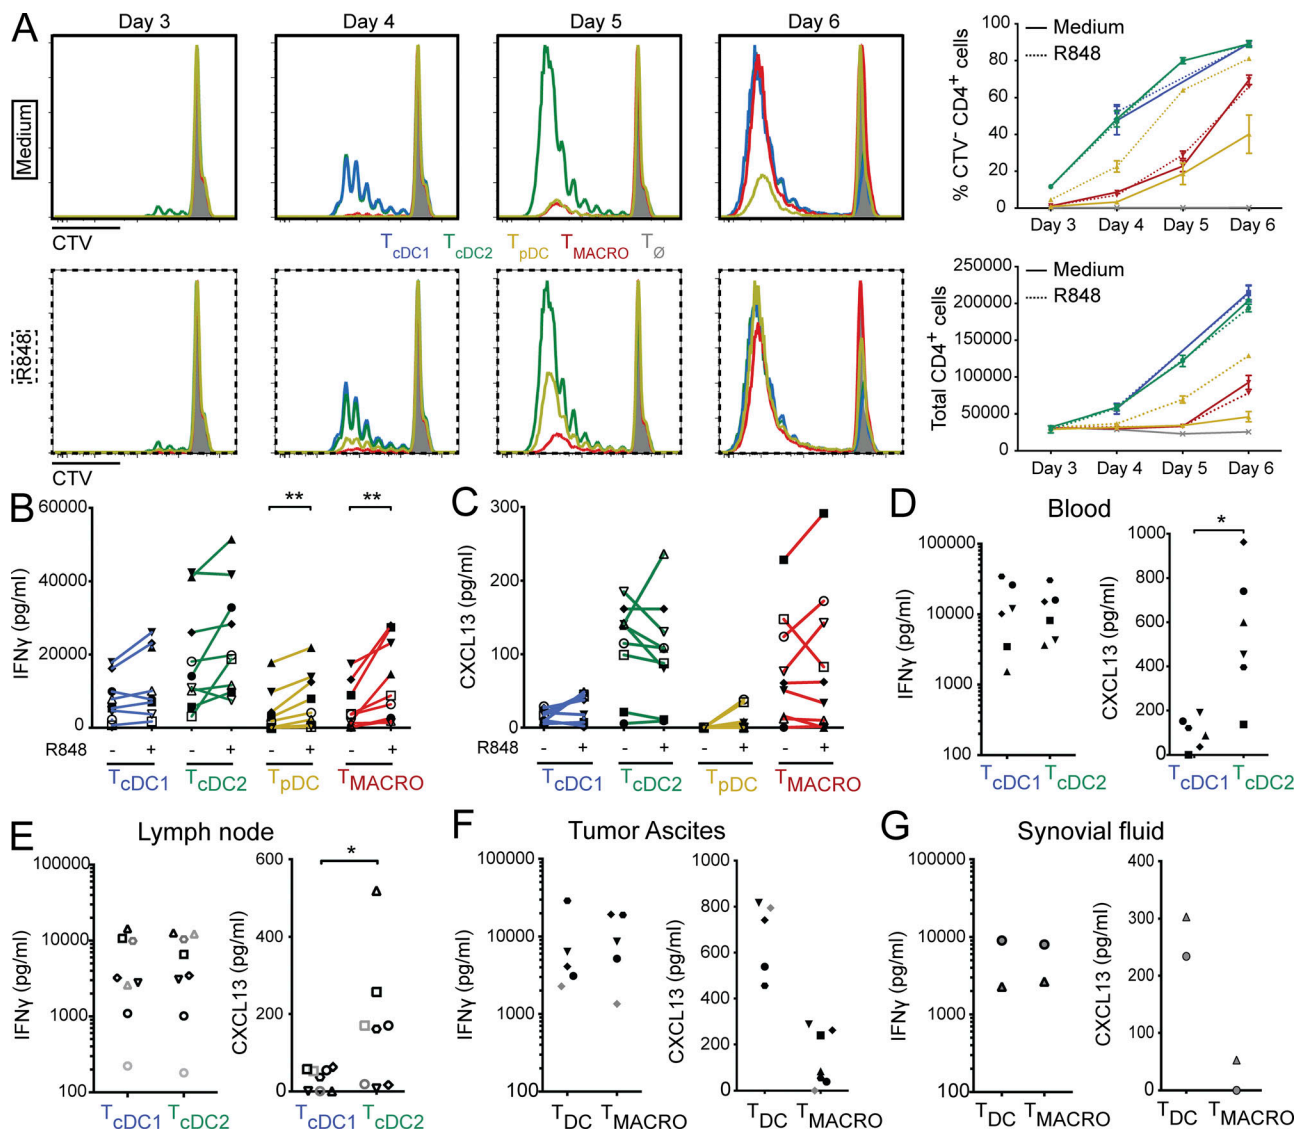 A
Day 3
Day 4
Day 5
Day 6
Medium
CTV
T cDC1
T cDC2
T pDC
T MACRO
T Ø
R848
CTV
% CTV- CD4+ cells
100
80
60
40
20
0
Medium
R848
Day 3 Day 4 Day 5 Day 6
Total CD4+ cells
250000
200000
150000
100000
50000
0
Medium
R848
Day 3 Day 4 Day 5 Day 6
B
IFNγ (pg/ml)
60000
40000
20000
0
** **
R848 - + - + - + - +
TcDC1 TcDC2 TpDC TMACRO
C
CXCL13 (pg/ml)
300
200
100
0
- + - + - + - +
TcDC1 TcDC2 TpDC TMACRO
D
Blood
IFNγ (pg/ml)
100000
10000
1000
100
TcDC1 TcDC2
CXCL13 (pg/ml)
1000
800
600
400
200
0
*
TcDC1 TcDC2
E
Lymph node
IFNγ (pg/ml)
100000
10000
1000
100
TcDC1 TcDC2
CXCL13 (pg/ml)
600
400
200
0
*
TcDC1 TcDC2
F
Tumor Ascites
IFNγ (pg/ml)
100000
10000
1000
100
TDC TMACRO
CXCL13 (pg/ml)
1000
800
600
400
200
0
TDC TMACRO
G
Synovial fluid
IFNγ (pg/ml)
100000
10000
1000
100
TDC TMACRO
CXCL13 (pg/ml)
400
300
200
100
0
TDC TMACRO